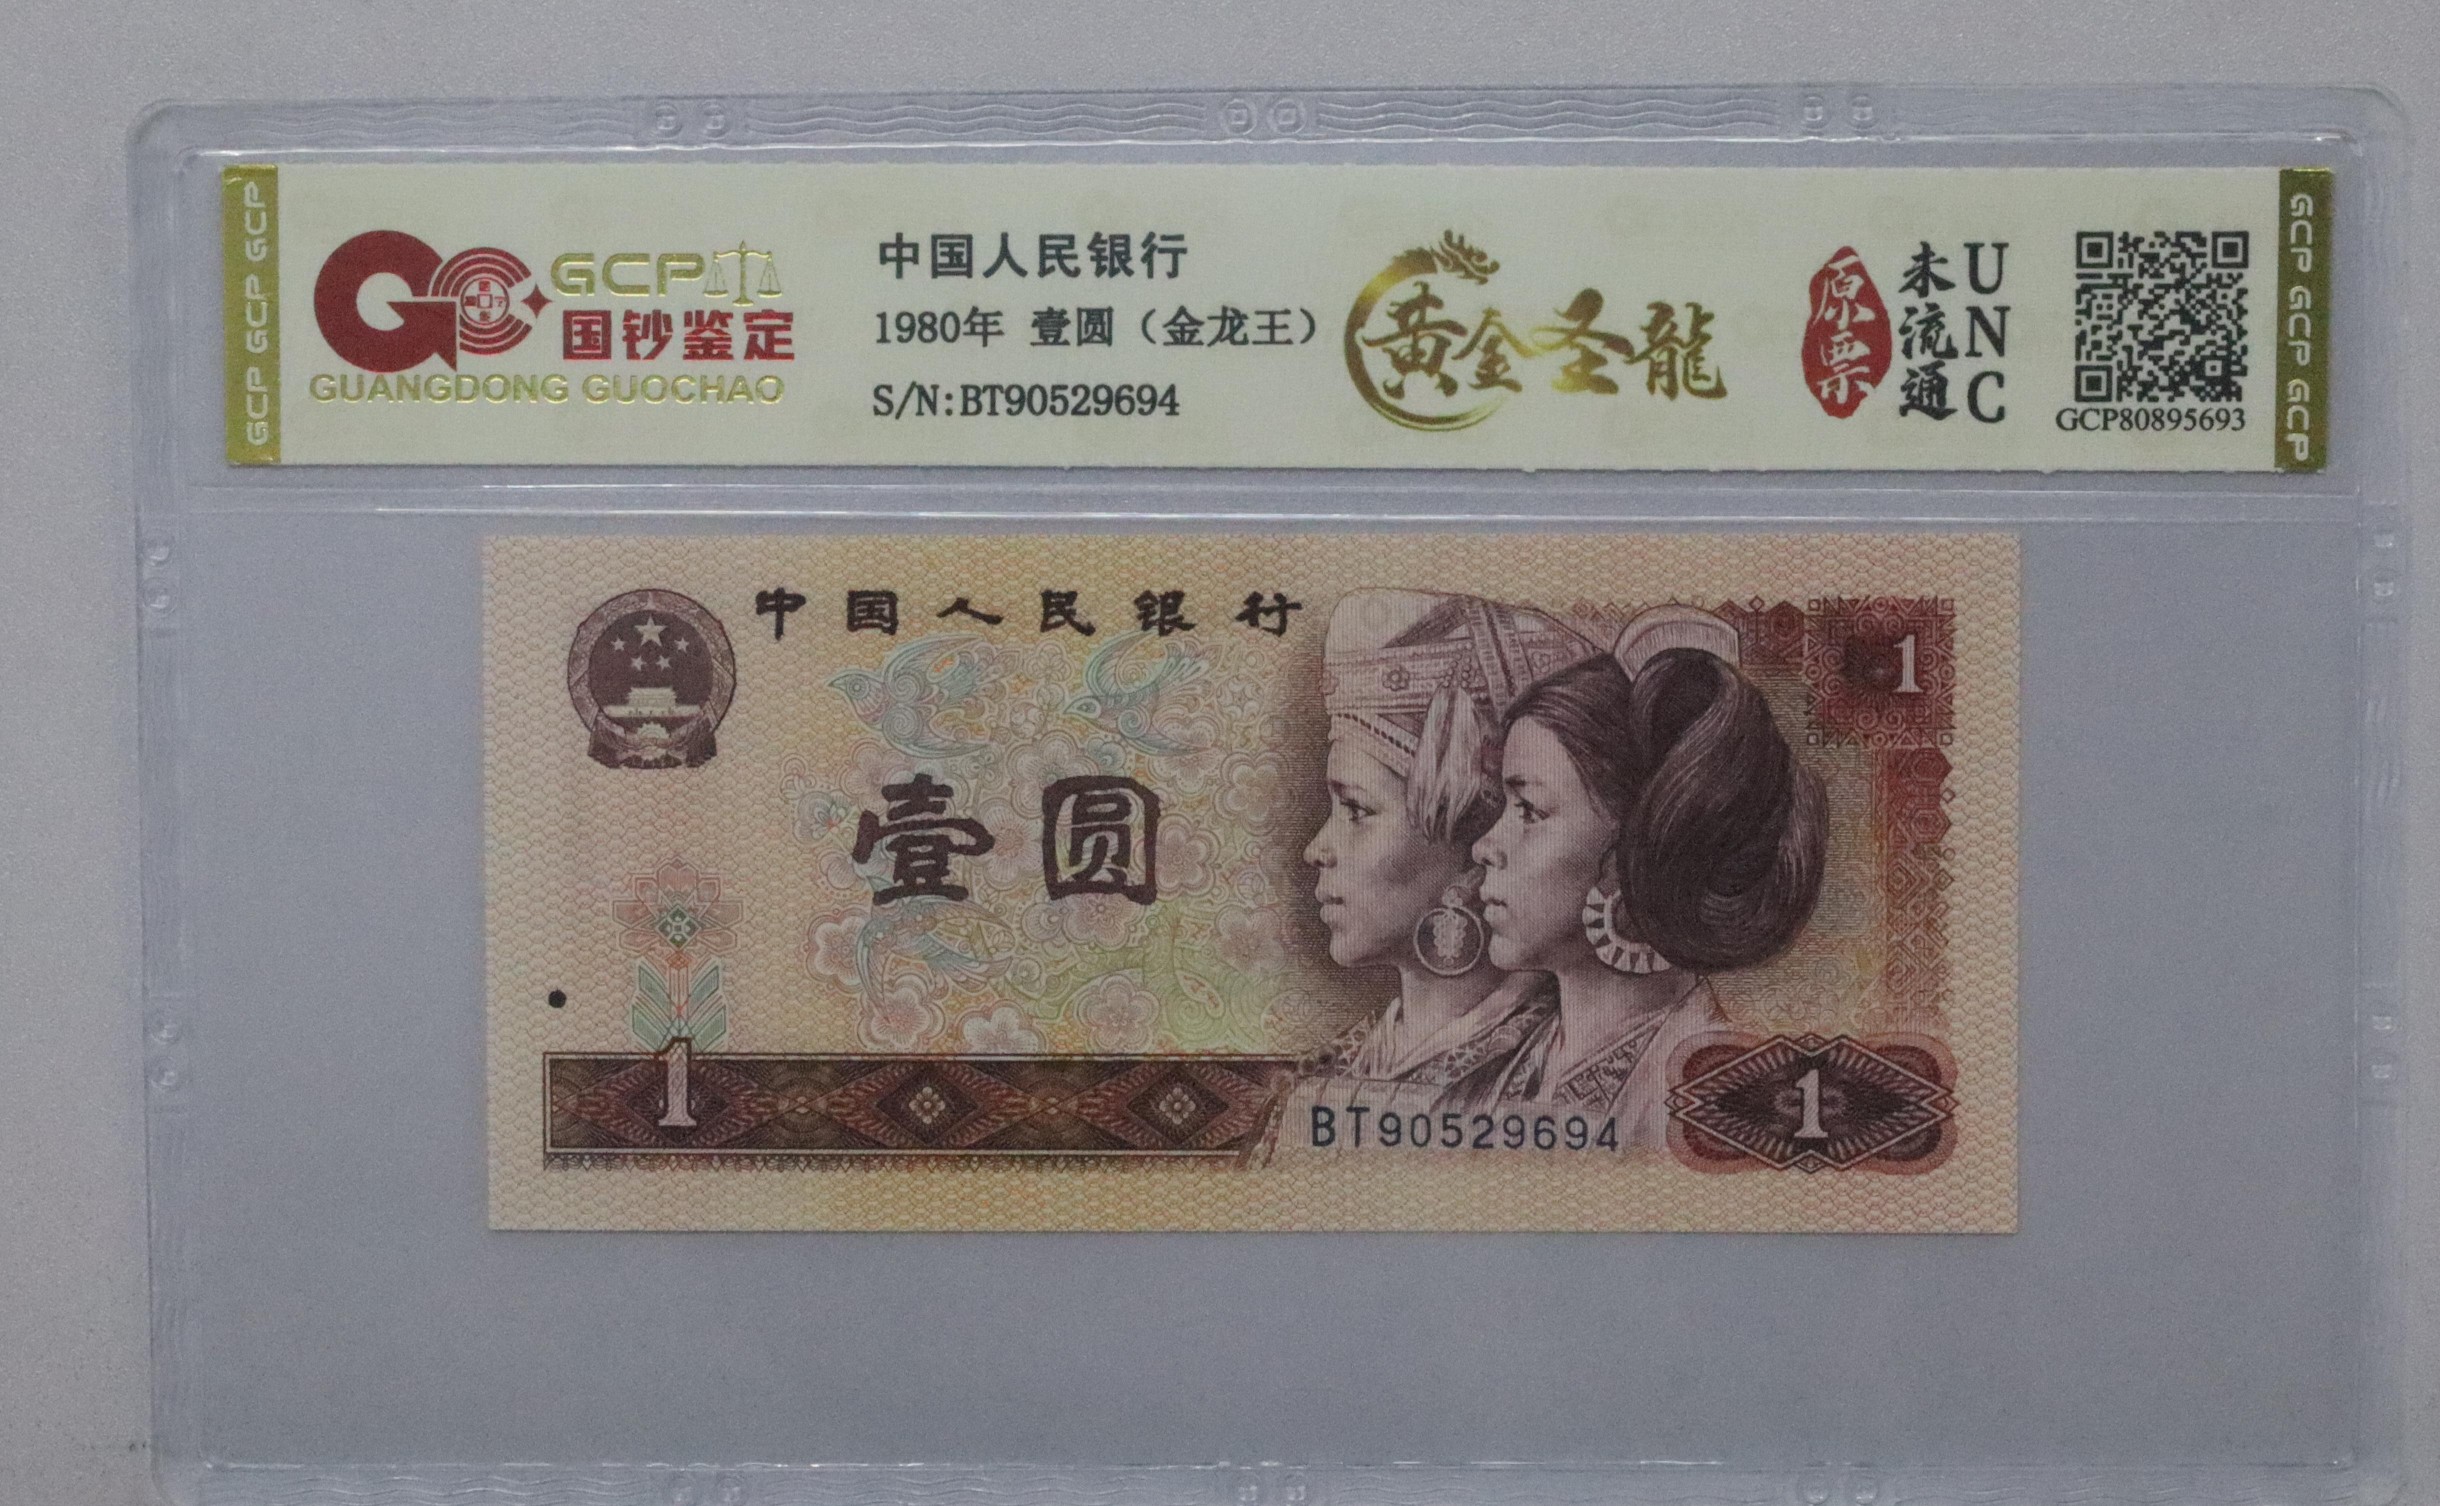 GCP GCP GCP
GCP
国钞鉴定
GUANGDONG GUOCHAO
中国人民银行
1980年 壹圆（金龙王）
S/N:BT90529694
黄金圣龍
原票
未流通
UNC
GCP80895693
GCP GCP GCP
中国人民银行
1
壹圆
1
BT90529694
1